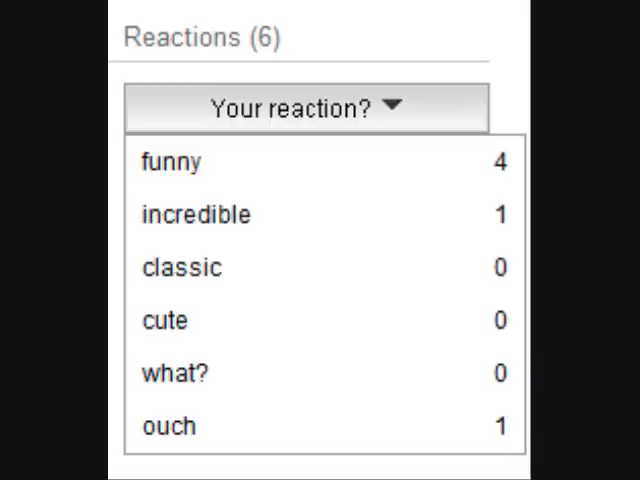 Reactions (6)
Your reaction?
funny 4
incredible 1
classic 0
cute 0
what? 0
ouch 1